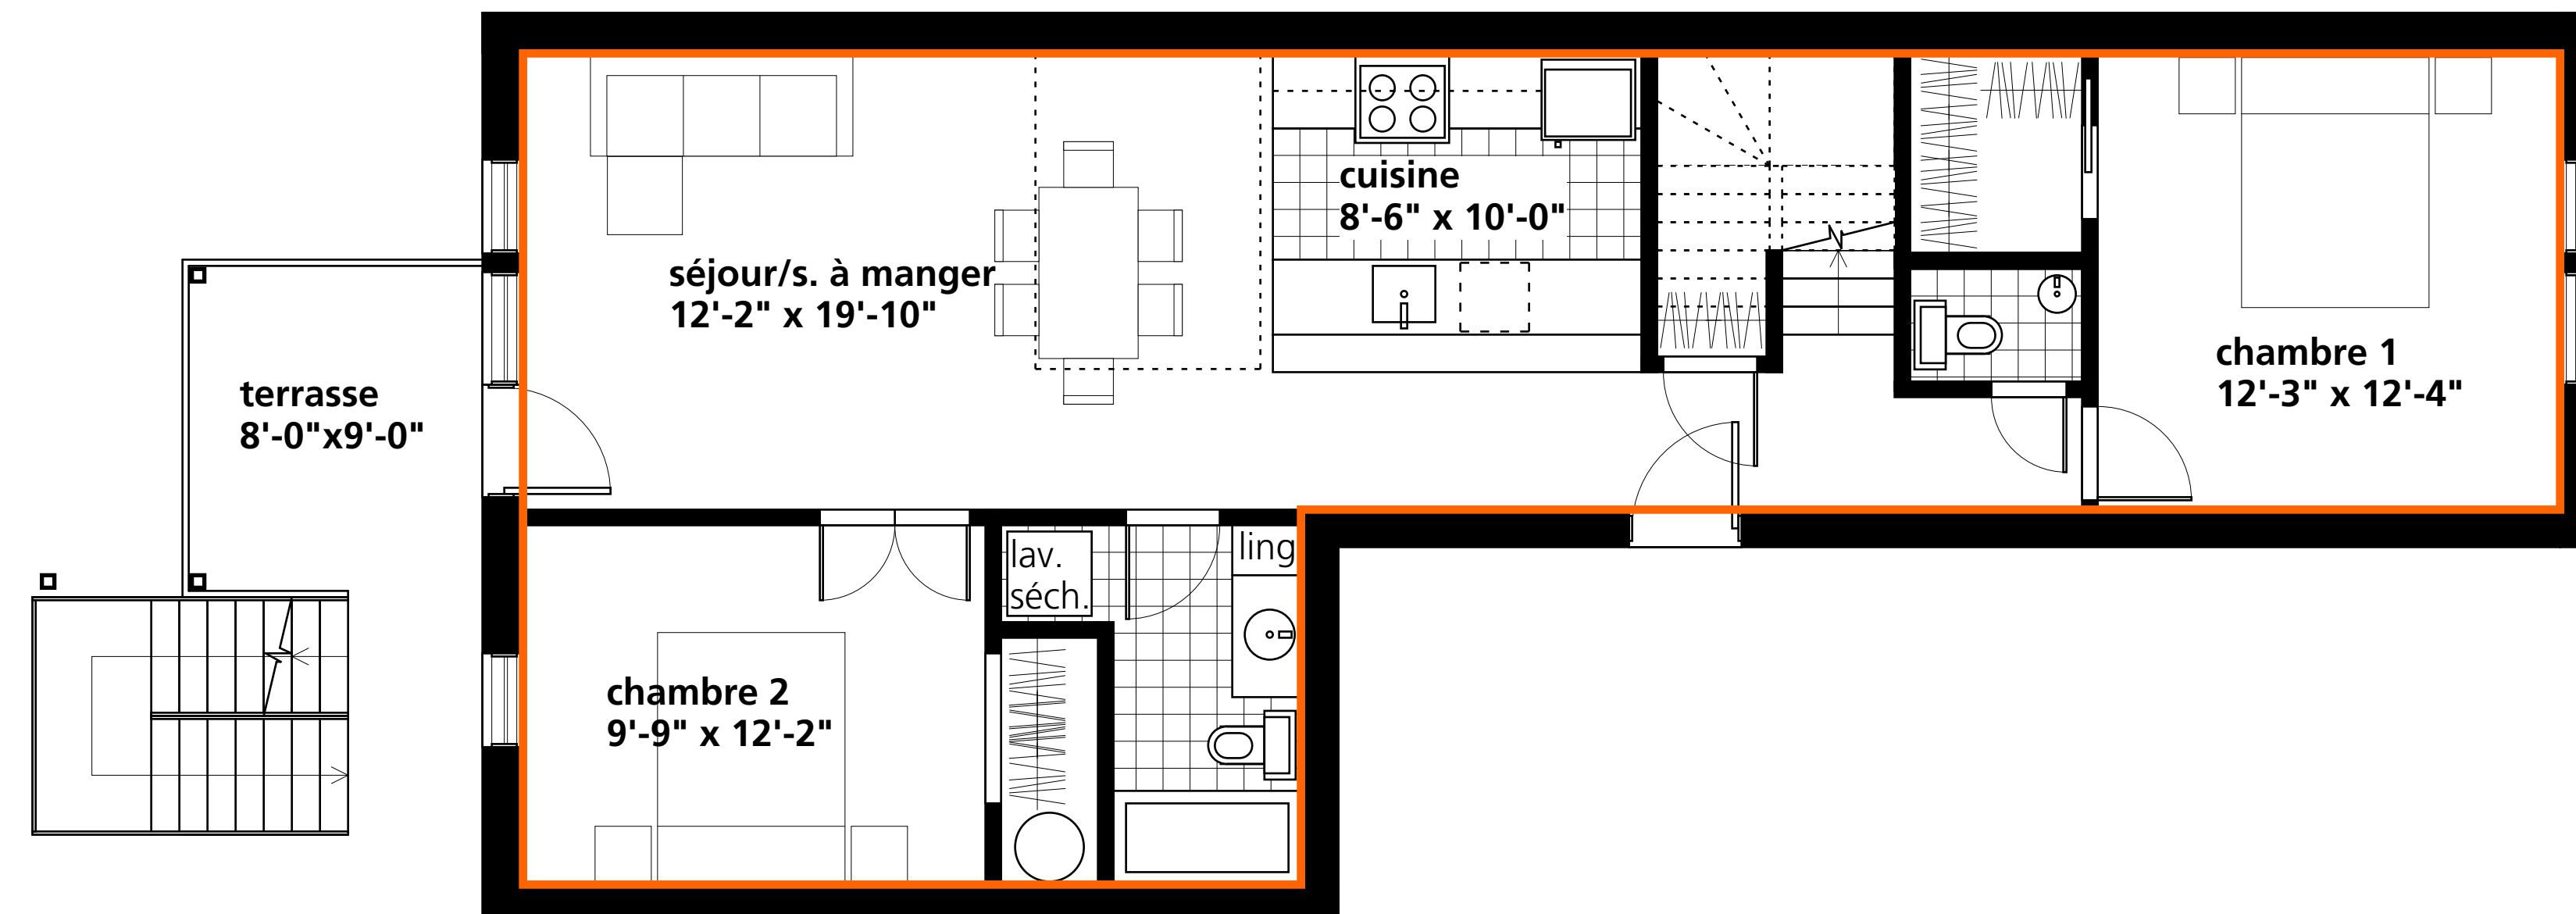 cuisine
8'-6" x 10'-0"
séjour/s. à manger
12'-2" x 19'-10"
chambre 1
12'-3" x 12'-4"
terrasse
8'-0"x9'-0"
lav.
séch.
ling
chambre 2
9'-9" x 12'-2"